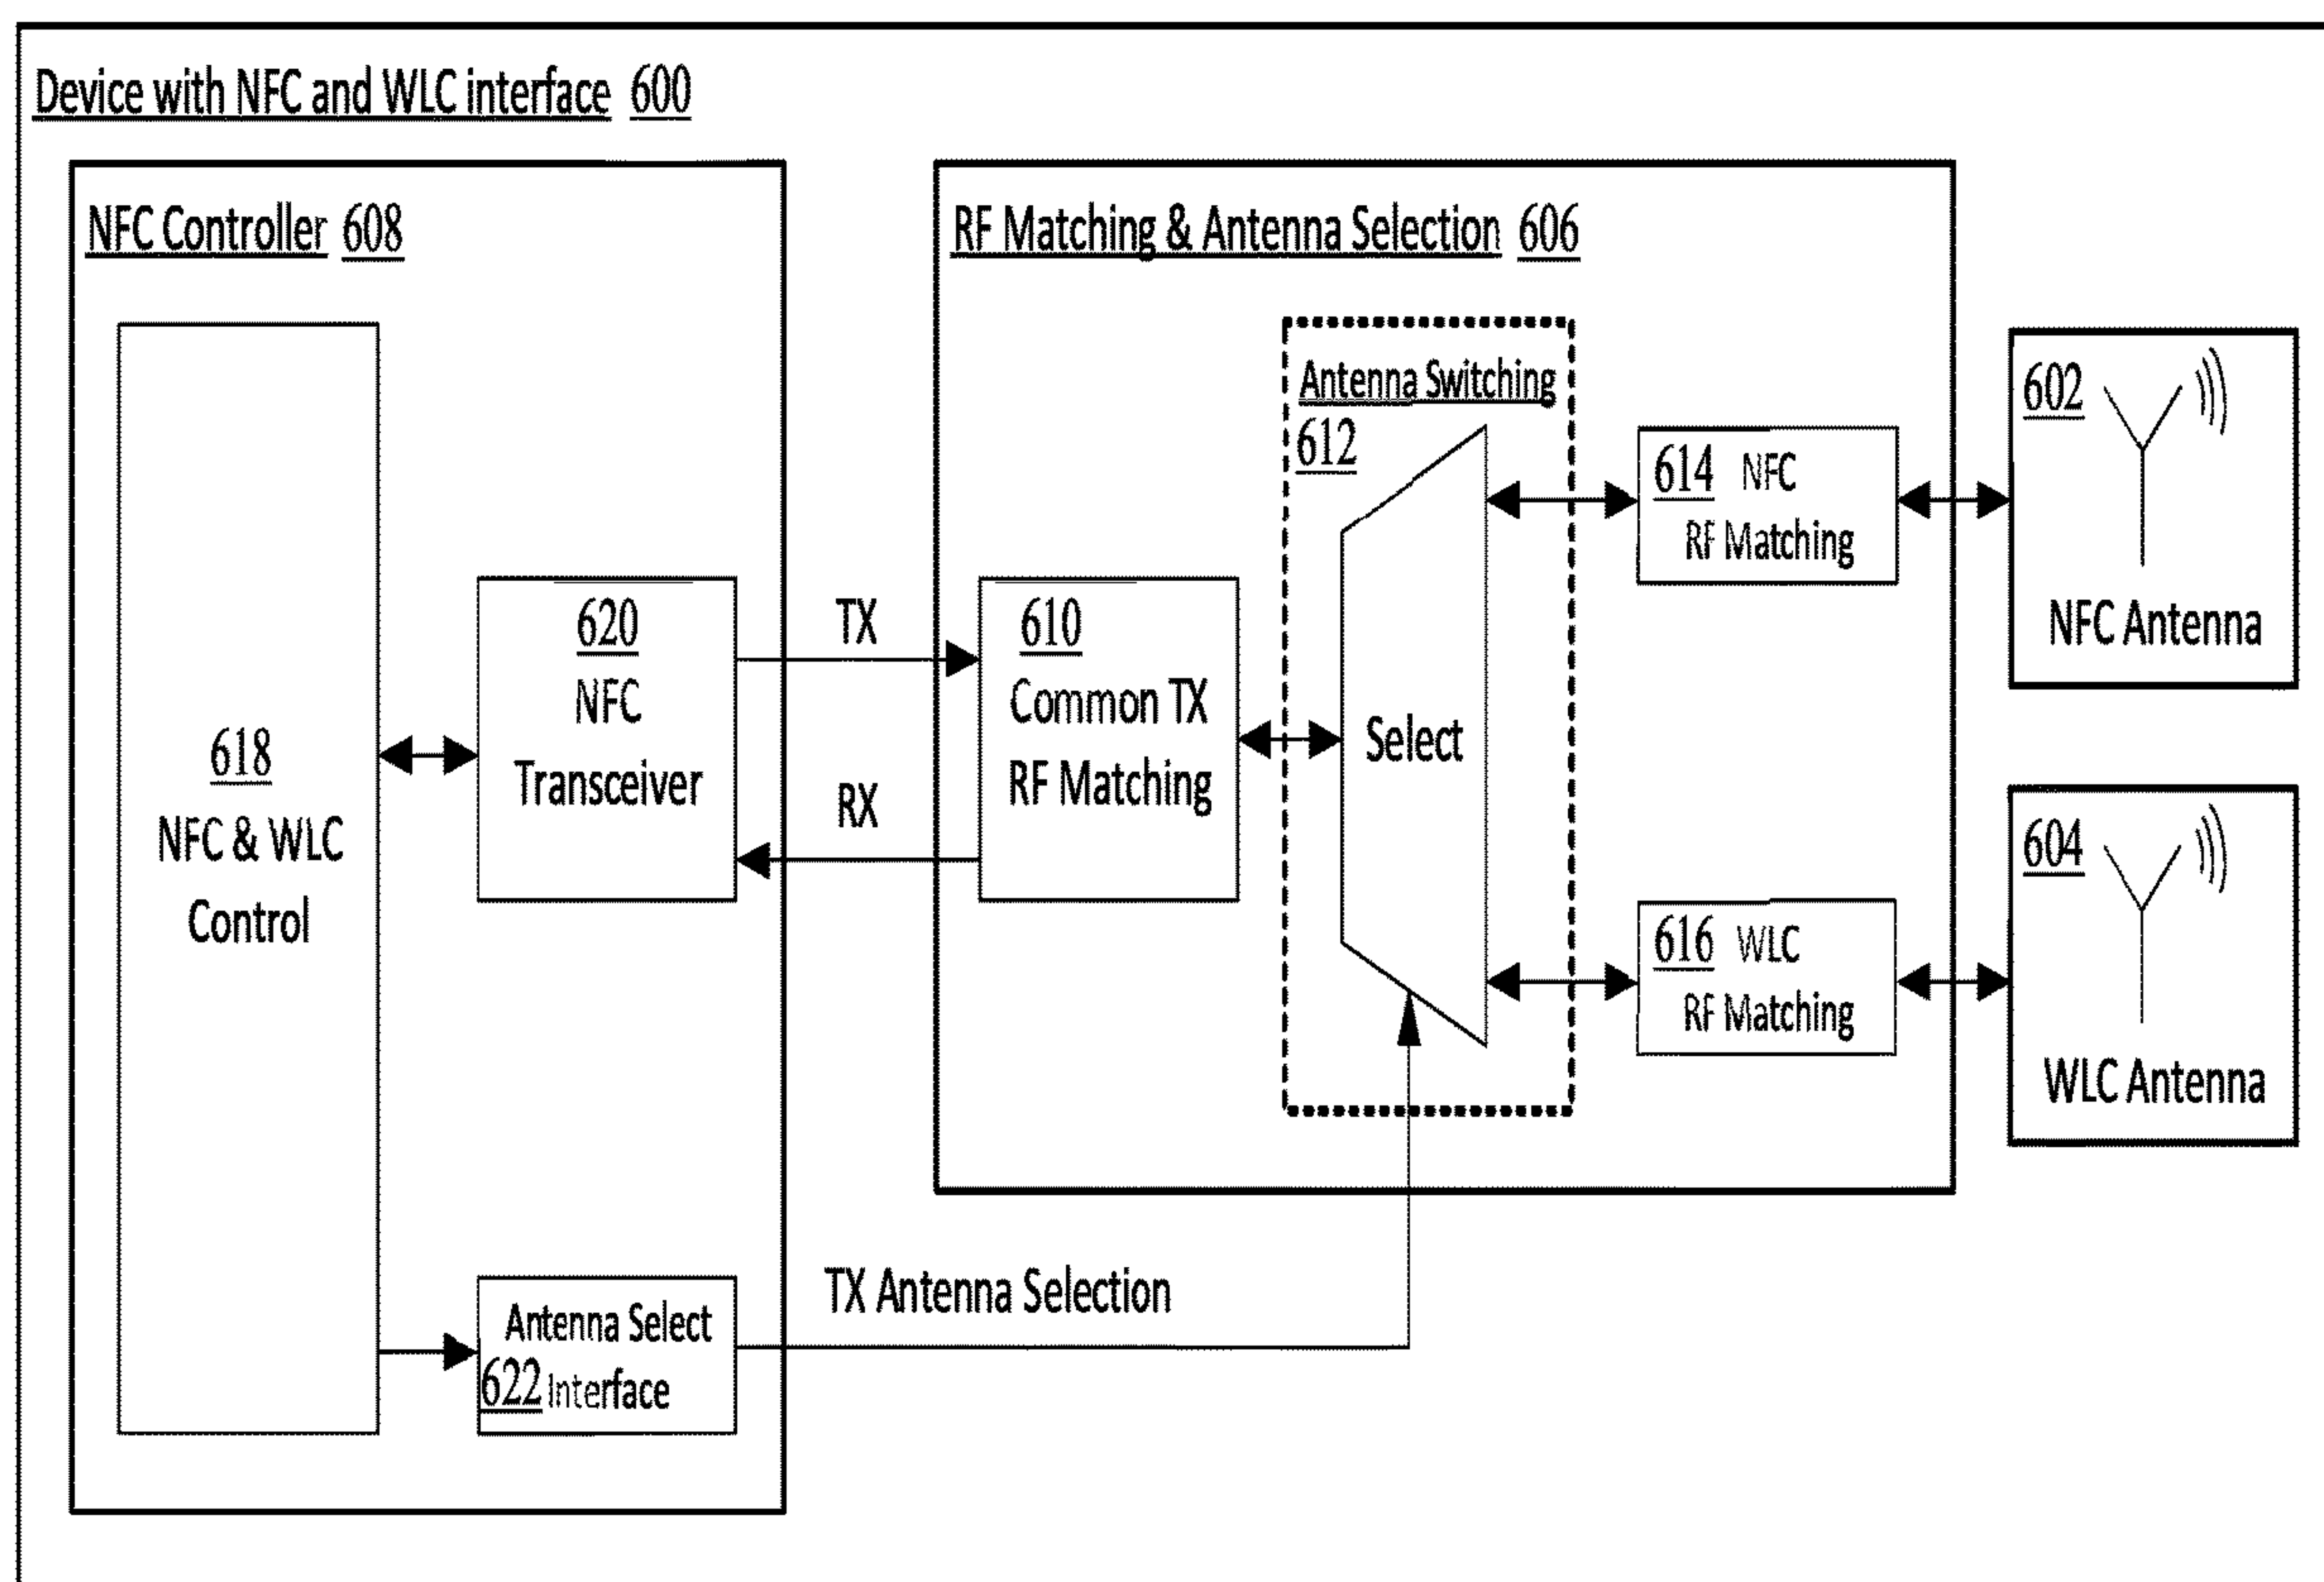 Device with NFC and WLC interface 600
NFC Controller 608
618
NFC & WLC
Control
620
NFC
Transceiver
Antenna Select
622 Interface
TX
RX
TX Antenna Selection
RF Matching & Antenna Selection 606
610
Common TX
RF Matching
Antenna Switching
612
Select
614 NFC
RF Matching
616 WLC
RF Matching
602
NFC Antenna
604
WLC Antenna